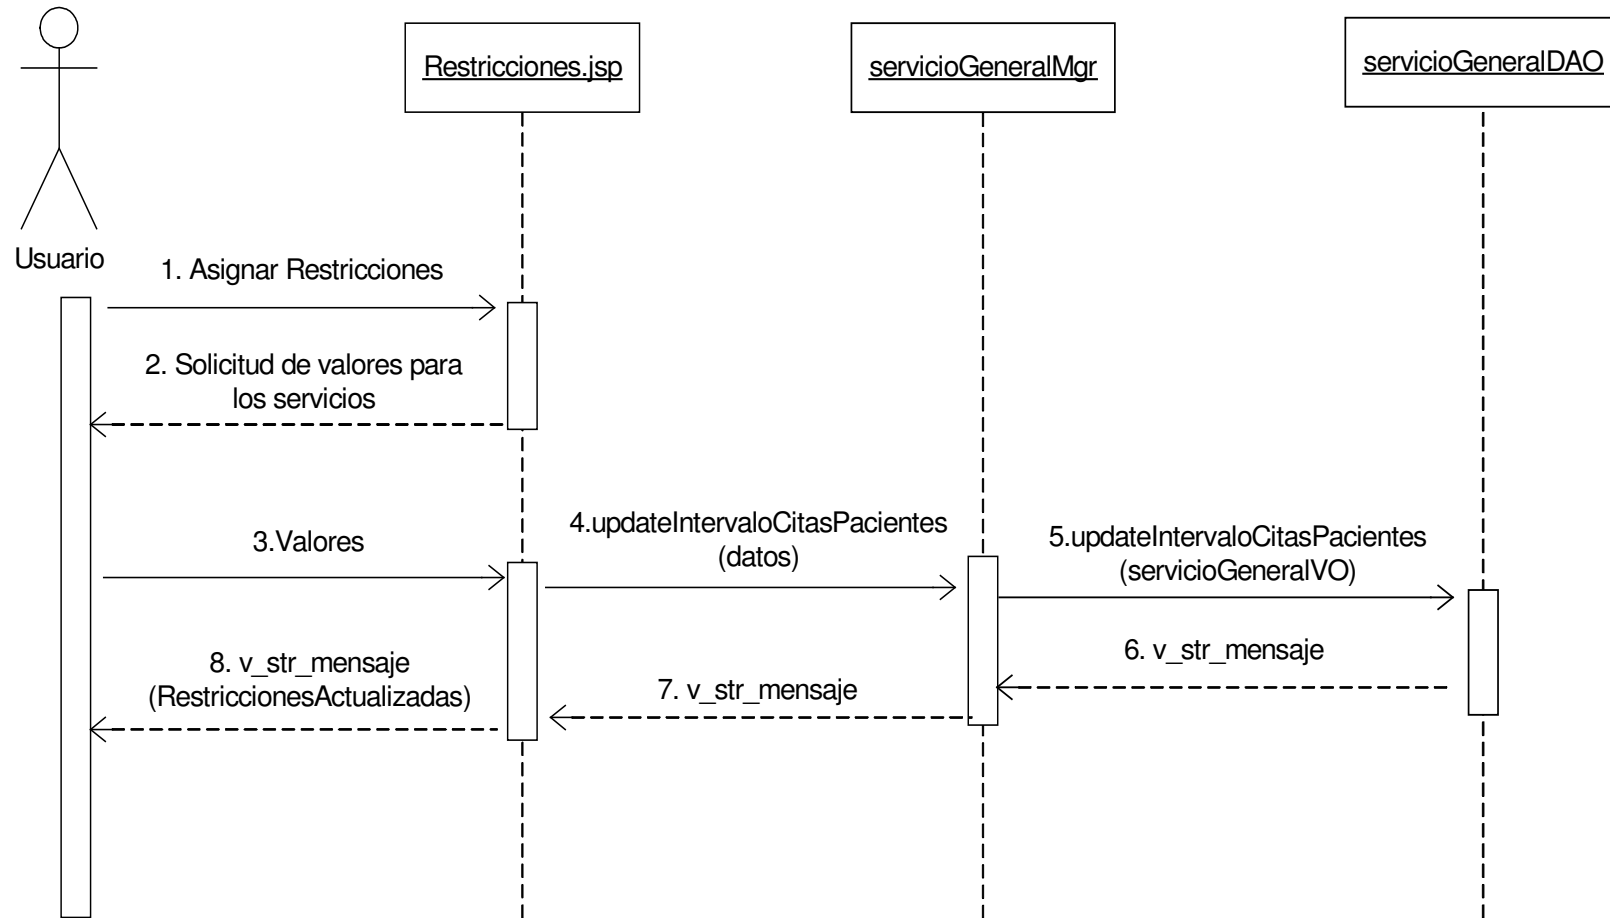 Restricciones.jsp
servicioGeneralMgr
servicioGeneralDAO
Usuario
1. Asignar Restricciones
2. Solicitud de valores para
los servicios
3.Valores
4.updateIntervaloCitasPacientes
(datos)
5.updateIntervaloCitasPacientes
(servicioGeneralVO)
6. v_str_mensaje
7. v_str_mensaje
8. v_str_mensaje
(RestriccionesActualizadas)